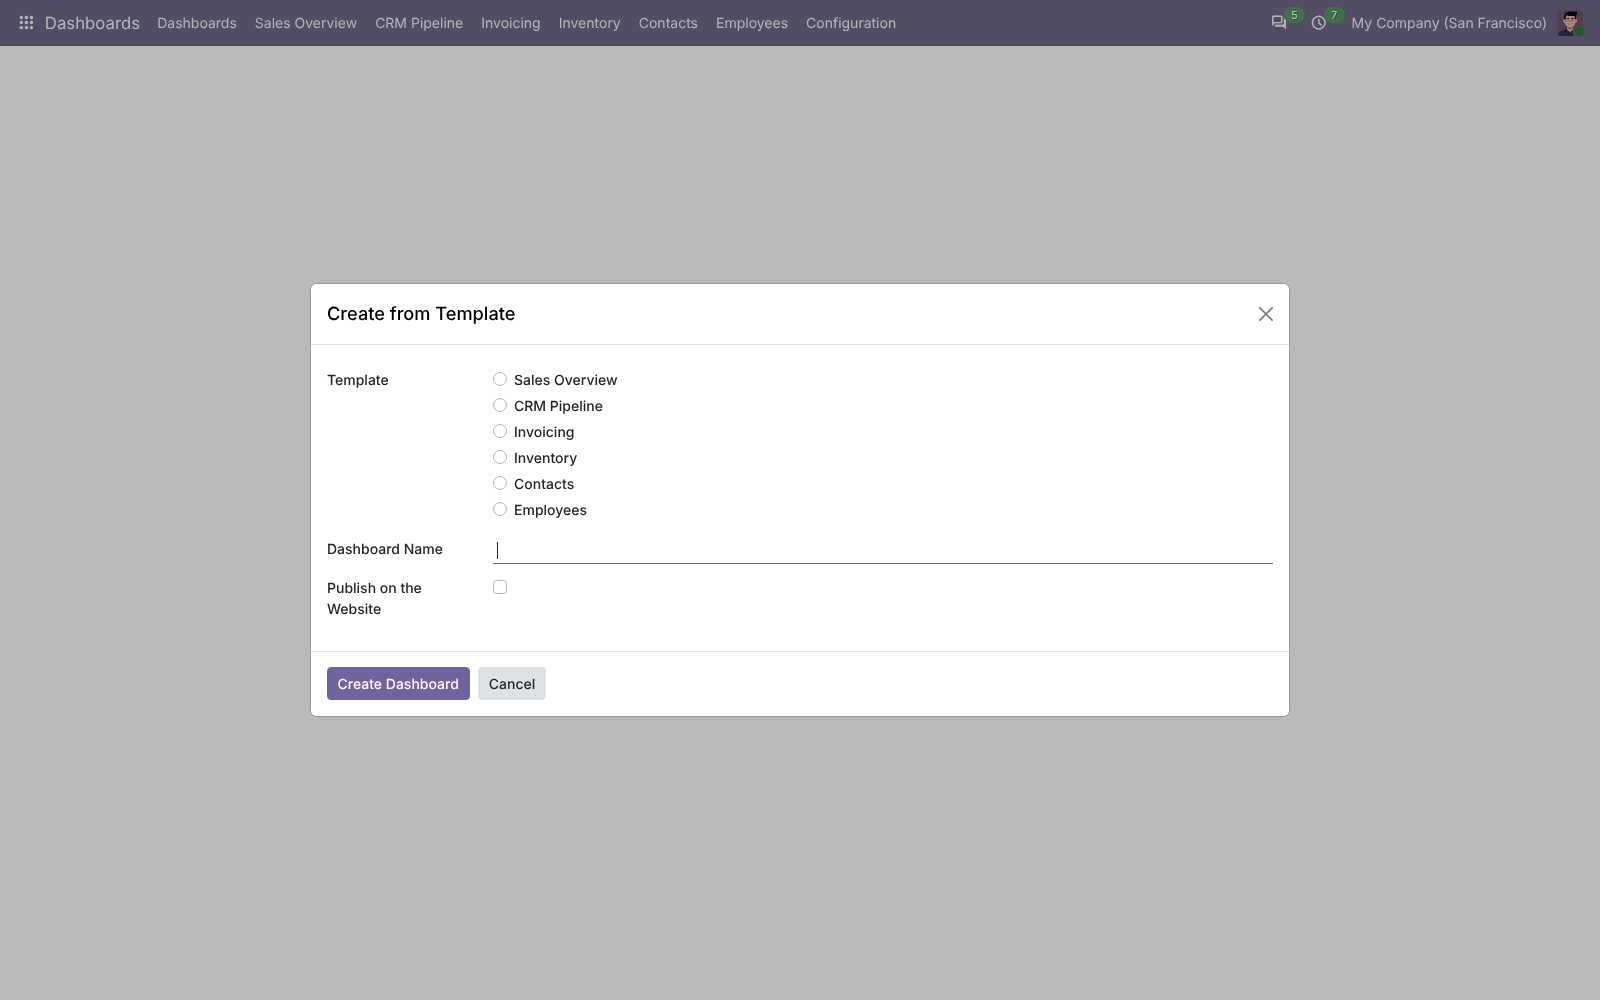 Dashboards Dashboards Sales Overview CRM Pipeline Invoicing Inventory Contacts Employees Configuration 5 7 My Company (San Francisco)
Create from Template
Template
Sales Overview
CRM Pipeline
Invoicing
Inventory
Contacts
Employees
Dashboard Name
Publish on the
Website
Create Dashboard Cancel